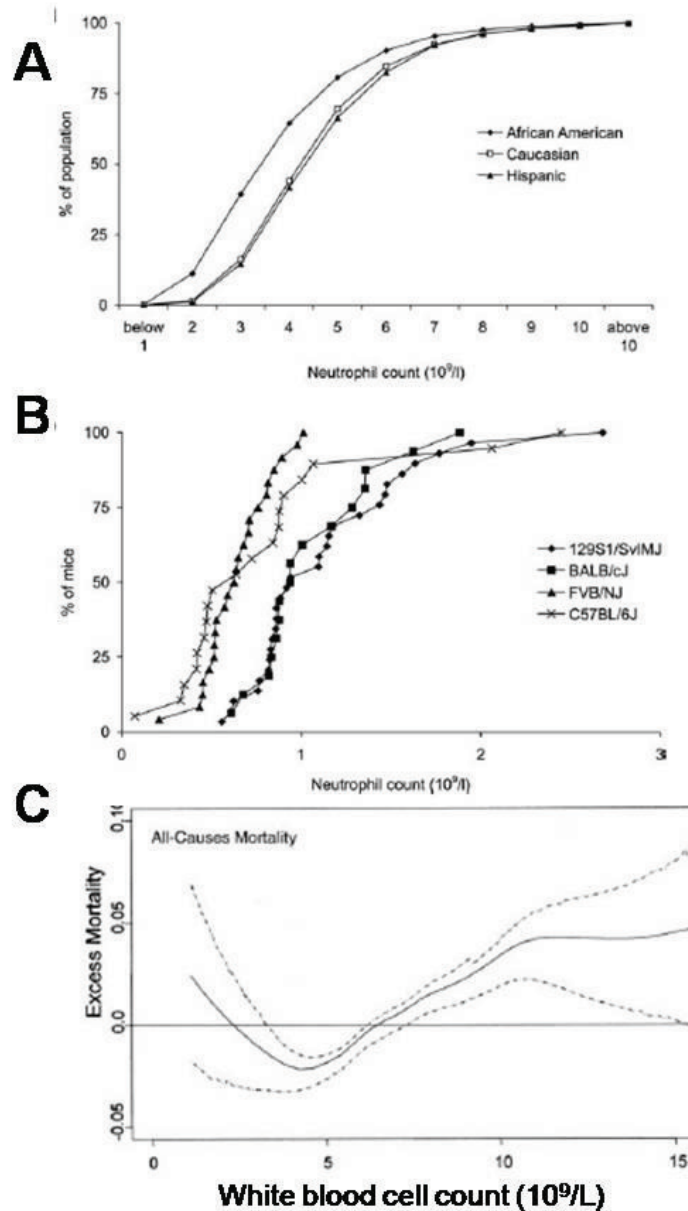 A
100
75
50
25
0
% of population
African American
Caucasian
Hispanic
below 2 3 4 5 6 7 8 9 10 above
1 10
Neutrophil count (10⁹/l)
B
100
75
50
25
0
% of mice
129S1/SvIMJ
BALB/cJ
FVB/NJ
C57BL/6J
0 1 2 3
Neutrophil count (10⁹/l)
C
All-Causes Mortality
0.05
0.0
-0.05
Excess Mortality
0 5 10 15
White blood cell count (10⁹/L)